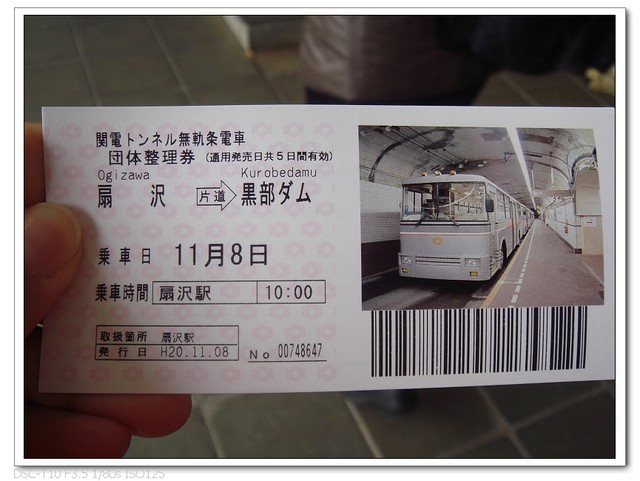 関電トンネル無軌条電車
団体整理券 (通用発売日共5日間有効)
Ogizawa Kurobedamu
扇沢 片道 黒部ダム
乗車日 11月8日
乗車時間 扇沢駅 10:00
取扱箇所 扇沢駅
発行日 H20.11.08 No 00748647
DSC-T10 F3.5 1/80s ISO125